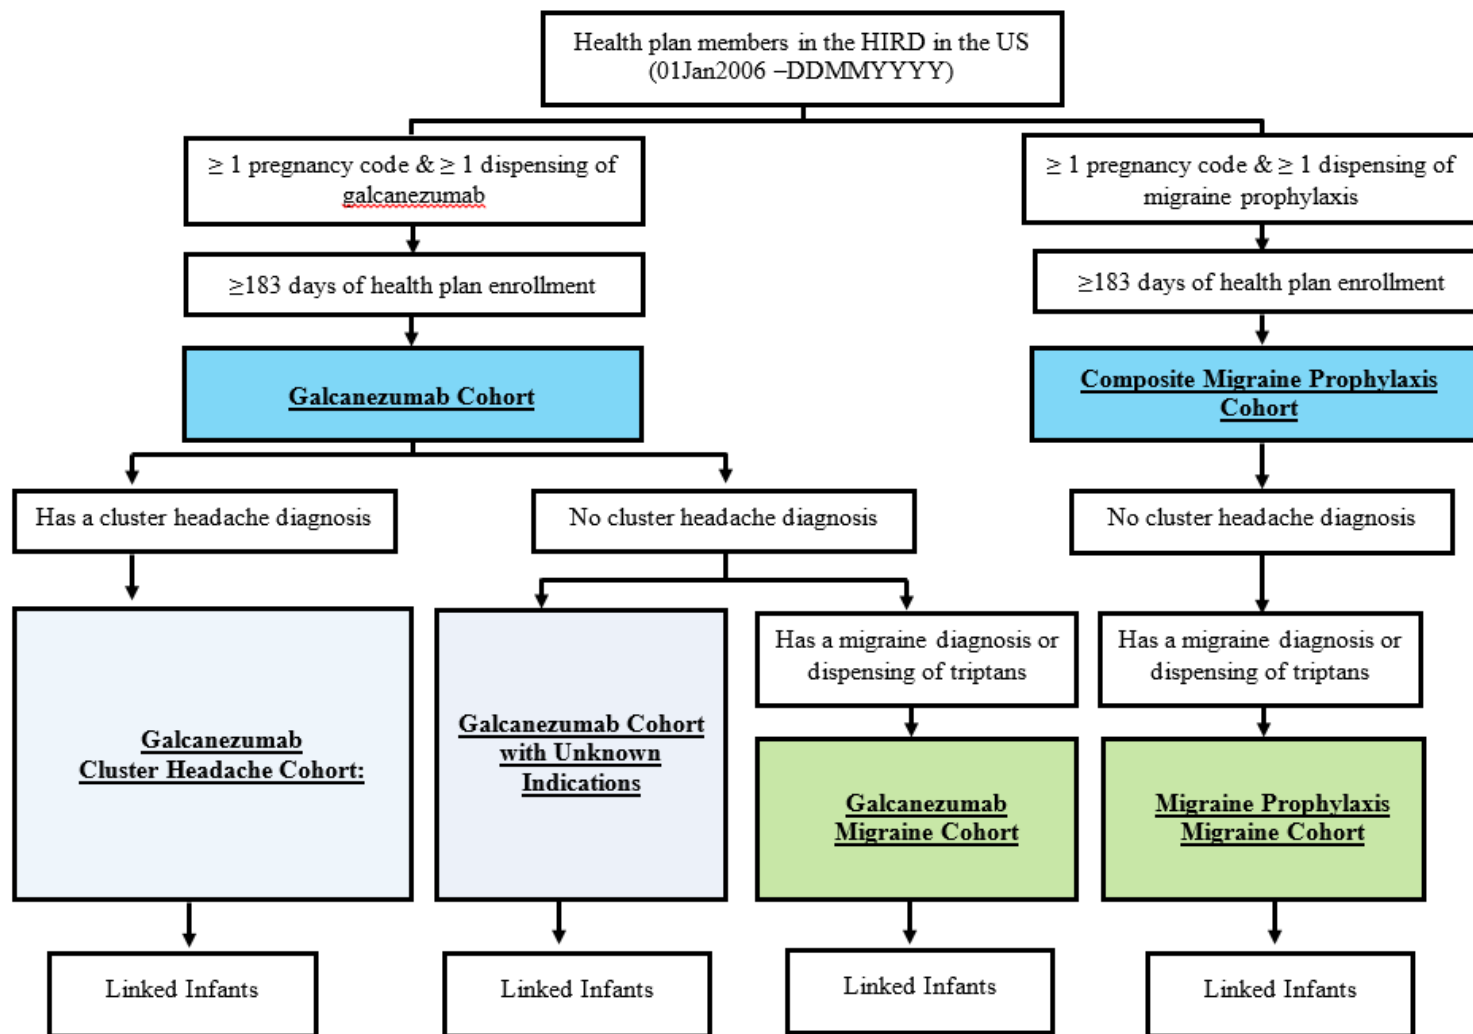 Health plan members in the HIRD in the US
(01Jan2006 –DDMMYYYY)
≥ 1 pregnancy code & ≥ 1 dispensing of
galcanezumab
≥ 1 pregnancy code & ≥ 1 dispensing of
migraine prophylaxis
≥183 days of health plan enrollment
≥183 days of health plan enrollment
Galcanezumab Cohort
Composite Migraine Prophylaxis
Cohort
Has a cluster headache diagnosis
No cluster headache diagnosis
No cluster headache diagnosis
Has a migraine diagnosis or
dispensing of triptans
Has a migraine diagnosis or
dispensing of triptans
Galcanezumab
Cluster Headache Cohort:
Galcanezumab Cohort
with Unknown
Indications
Galcanezumab
Migraine Cohort
Migraine Prophylaxis
Migraine Cohort
Linked Infants
Linked Infants
Linked Infants
Linked Infants